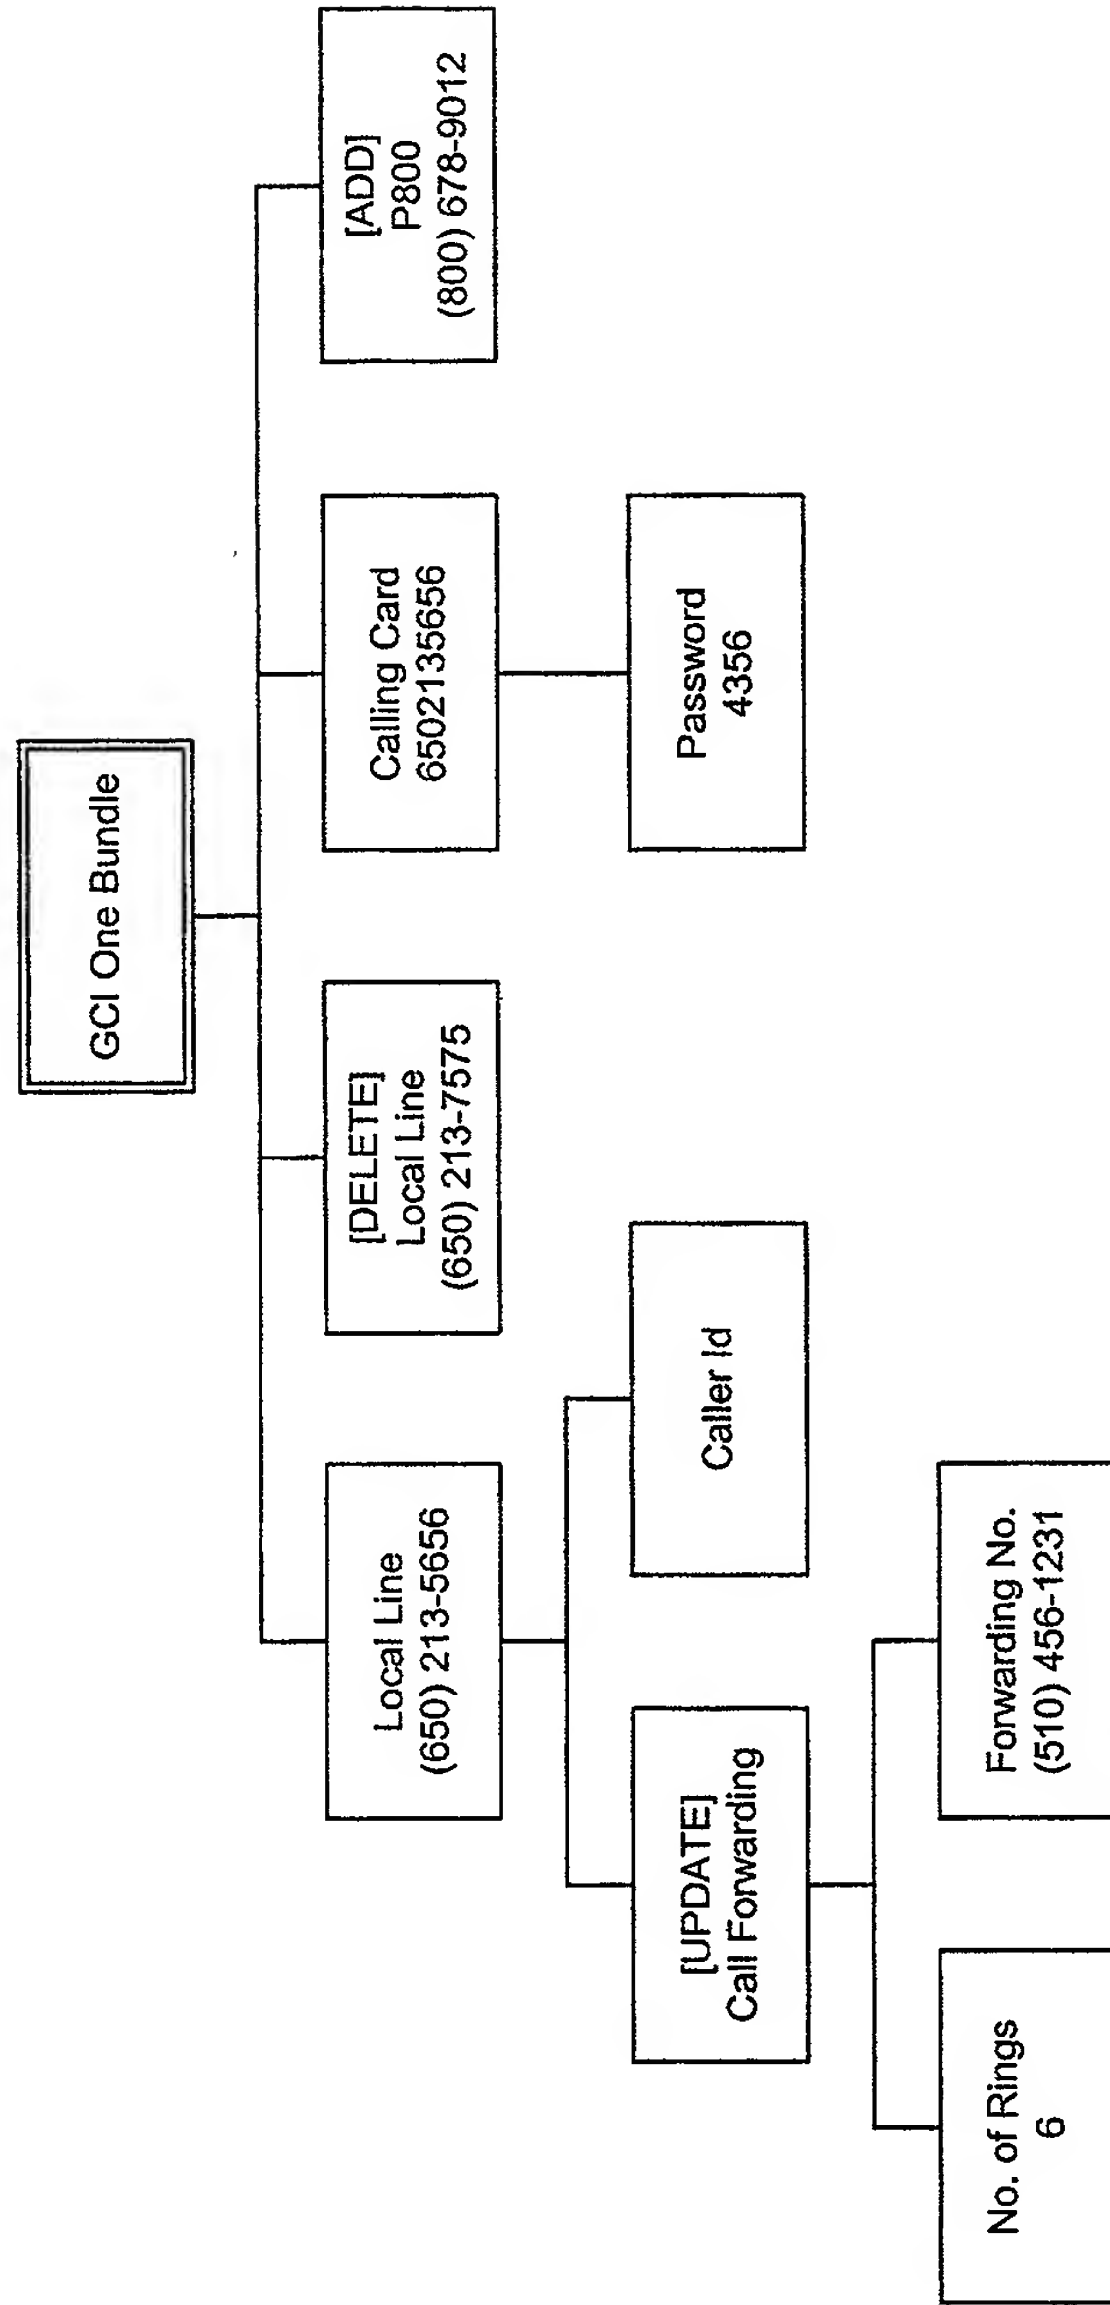 GCI One Bundle
Local Line
(650) 213-5656
[DELETE]
Local Line
(650) 213-7575
Calling Card
6502135656
[ADD]
P800
(800) 678-9012
[UPDATE]
Call Forwarding
Caller Id
Password
4356
No. of Rings
6
Forwarding No.
(510) 456-1231